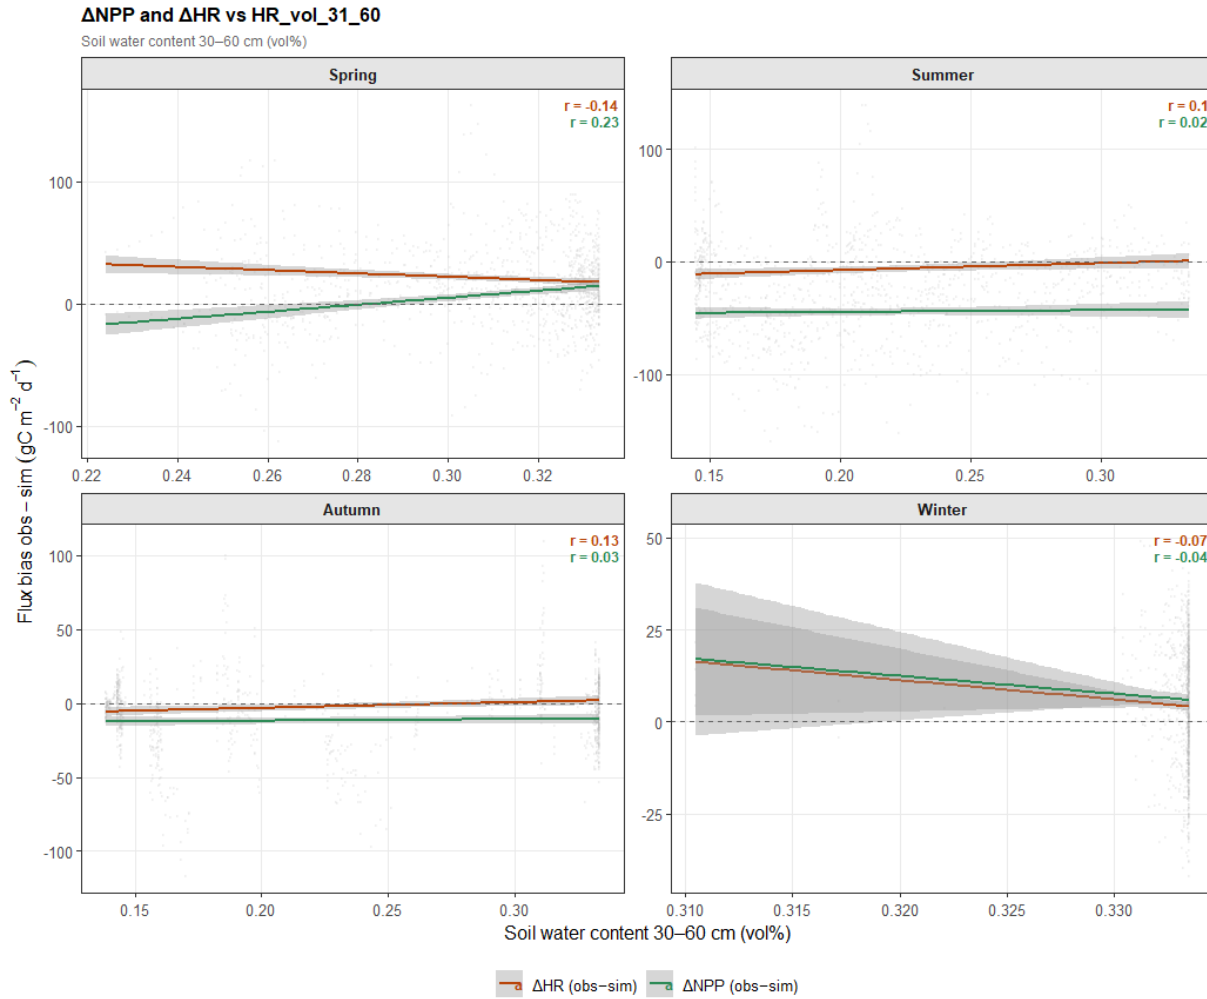 ΔNPP and ΔHR vs HR_vol_31_60
Soil water content 30–60 cm (vol%)
Spring
r = -0.14
r = 0.23
100
0
-100
0.22 0.24 0.26 0.28 0.30 0.32
Summer
r = 0.1
r = 0.02
100
0
-100
0.15 0.20 0.25 0.30
Flux bias obs − sim (gC m⁻² d⁻¹)
Autumn
r = 0.13
r = 0.03
100
50
0
-50
-100
0.15 0.20 0.25 0.30
Winter
r = -0.07
r = -0.04
50
25
0
-25
0.310 0.315 0.320 0.325 0.330
Soil water content 30–60 cm (vol%)
a ΔHR (obs−sim) a ΔNPP (obs−sim)